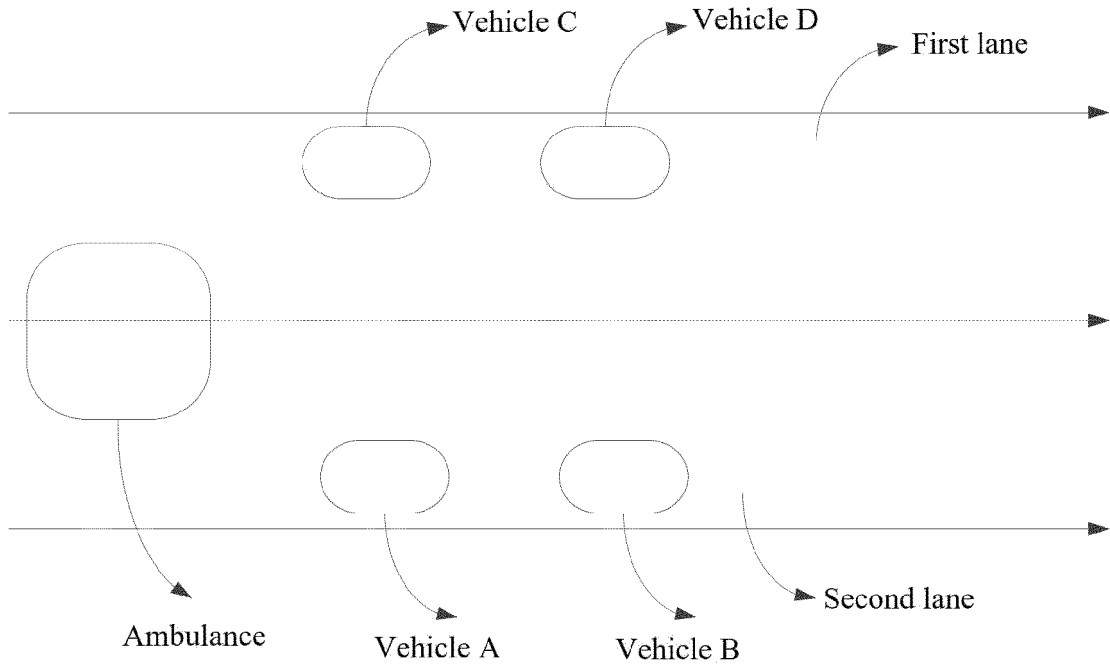 Vehicle C
Vehicle D
First lane
Second lane
Ambulance
Vehicle A
Vehicle B